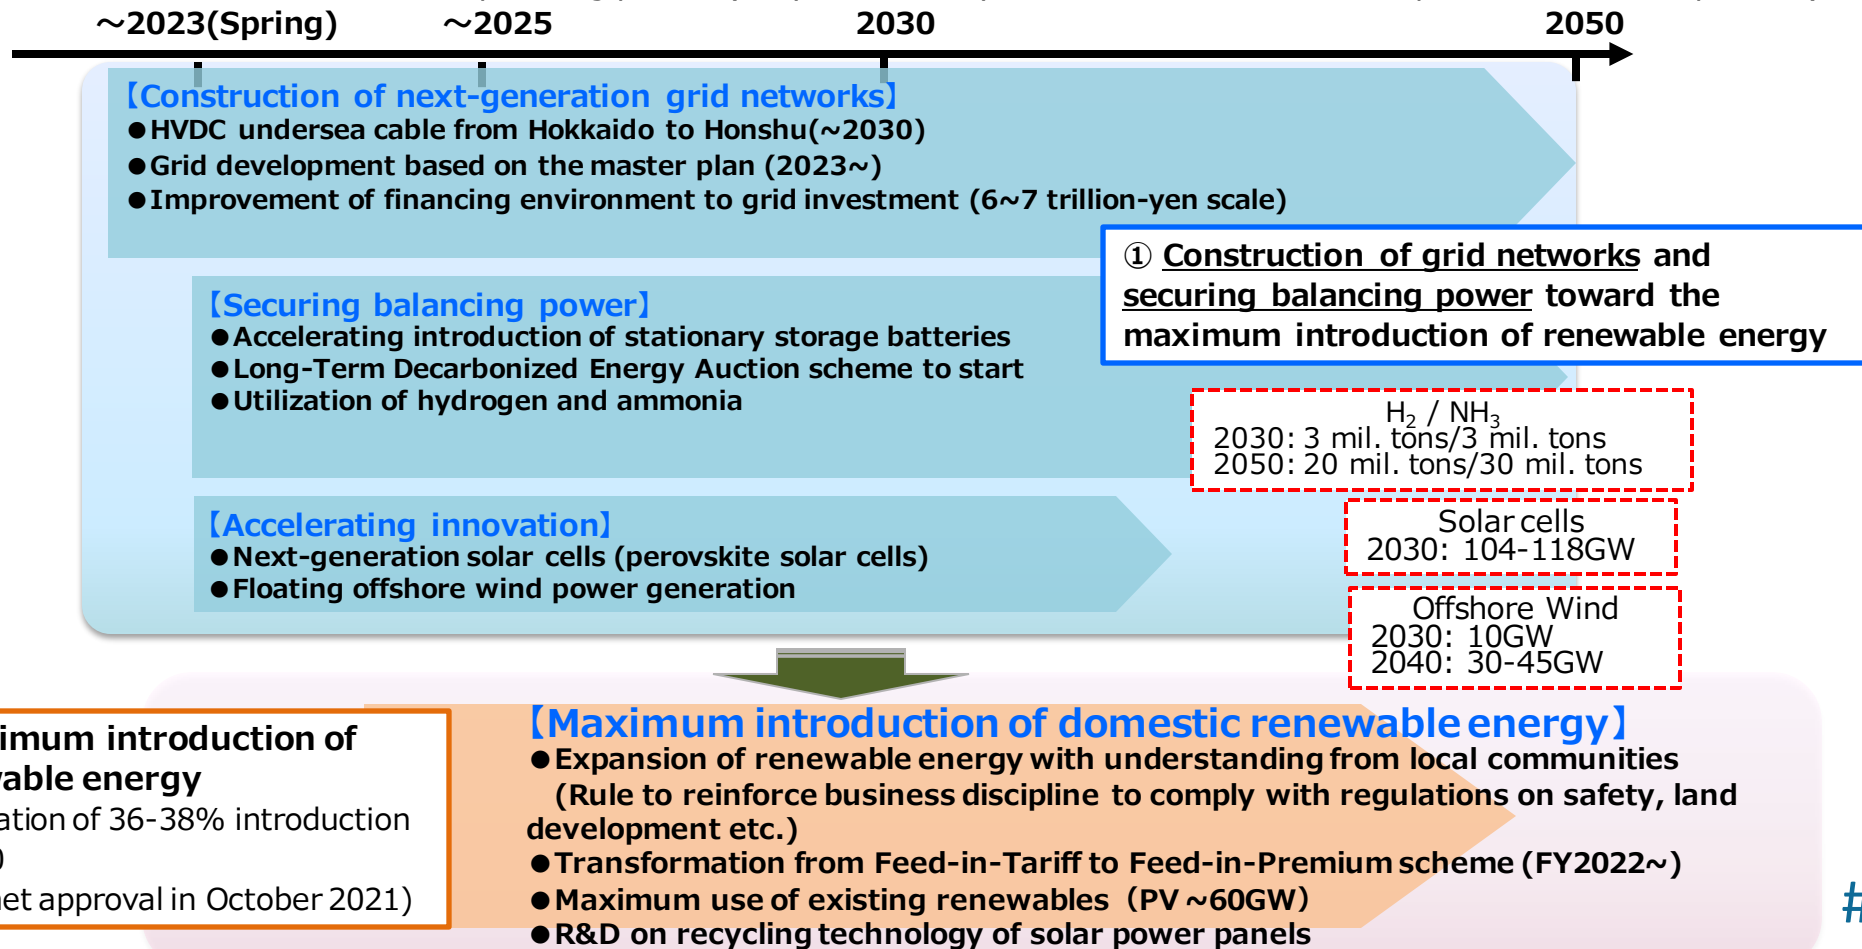 ～2023(Spring)
～2025
2030
2050
【Construction of next-generation grid networks】
●HVDC undersea cable from Hokkaido to Honshu(~2030)
●Grid development based on the master plan (2023~)
●Improvement of financing environment to grid investment (6~7 trillion-yen scale)
① Construction of grid networks and
securing balancing power toward the
maximum introduction of renewable energy
【Securing balancing power】
●Accelerating introduction of stationary storage batteries
●Long-Term Decarbonized Energy Auction scheme to start
●Utilization of hydrogen and ammonia
H₂ / NH₃
2030: 3 mil. tons/3 mil. tons
2050: 20 mil. tons/30 mil. tons
【Accelerating innovation】
●Next-generation solar cells (perovskite solar cells)
●Floating offshore wind power generation
Solar cells
2030: 104-118GW
Offshore Wind
2030: 10GW
2040: 30-45GW
imum introduction of
able energy
ation of 36-38% introduction
et approval in October 2021)
【Maximum introduction of domestic renewable energy】
●Expansion of renewable energy with understanding from local communities
(Rule to reinforce business discipline to comply with regulations on safety, land
development etc.)
●Transformation from Feed-in-Tariff to Feed-in-Premium scheme (FY2022~)
●Maximum use of existing renewables（PV ~60GW）
●R&D on recycling technology of solar power panels
#